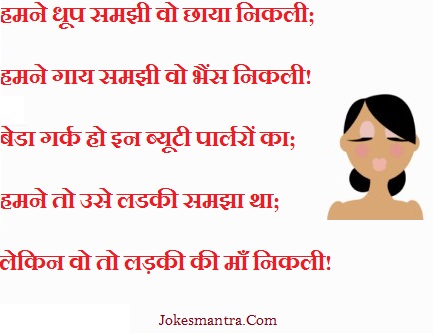 हमने धूप समझी वो छाया निकली;
हमने गाय समझी वो भैंस निकली!
बेडा गर्क हो इन ब्यूटी पार्लरों का;
हमने तो उसे लडकी समझा था;
लेकिन वो तो लड़की की माँ निकली!
Jokesmantra.Com